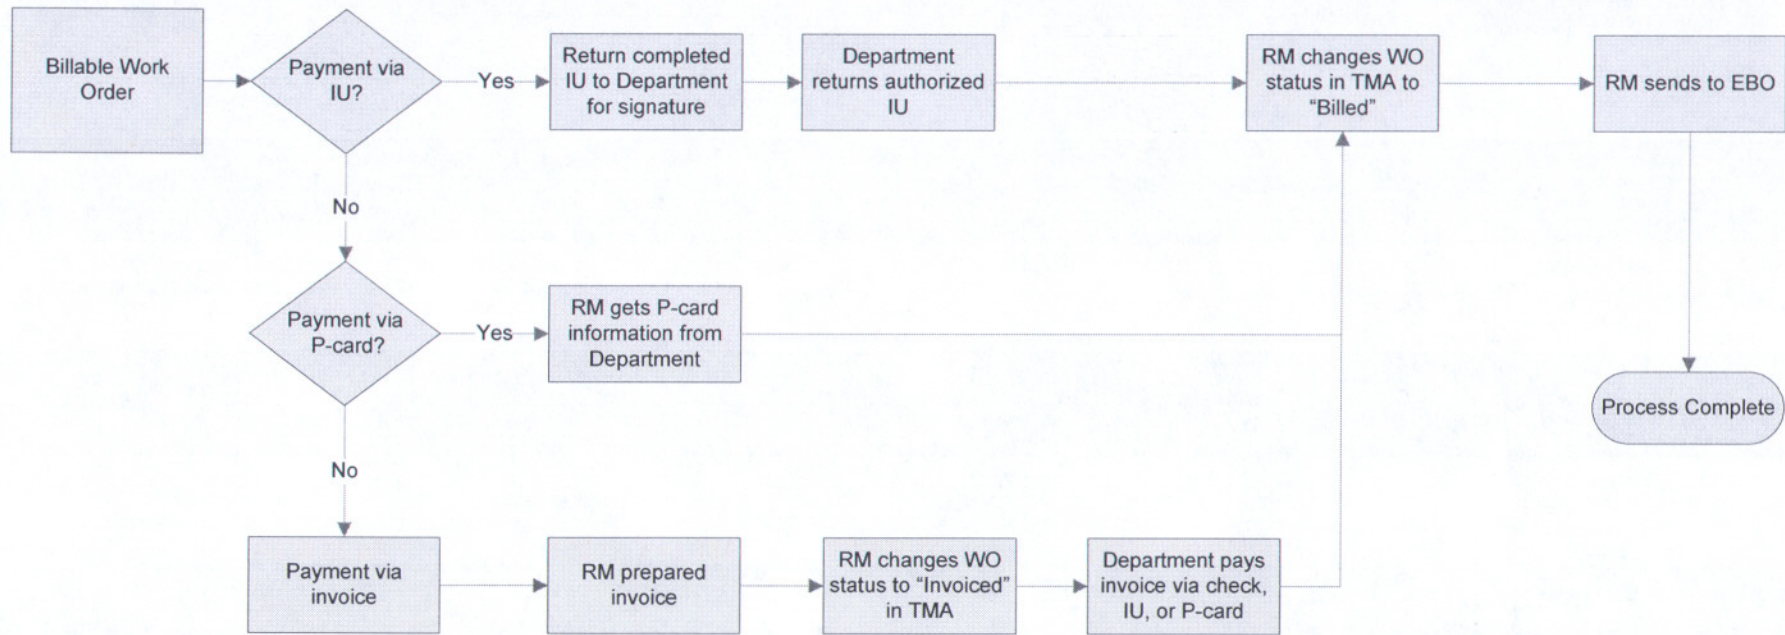 Billable Work
Order
Payment via
IU?
Yes
Return completed
IU to Department
for signature
Department
returns authorized
IU
RM changes WO
status in TMA to
“Billed”
RM sends to EBO
No
Payment via
P-card?
Yes
RM gets P-card
information from
Department
Process Complete
No
Payment via
invoice
RM prepared
invoice
RM changes WO
status to “Invoiced”
in TMA
Department pays
invoice via check,
IU, or P-card